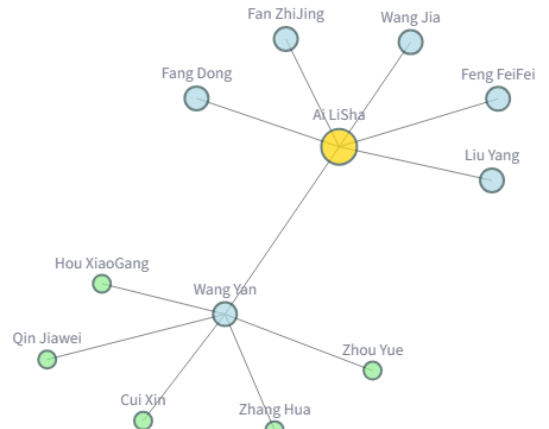 Fan ZhiJing
Wang Jia
Fang Dong
Feng FeiFei
Ai LiSha
Liu Yang
Hou XiaoGang
Wang Yan
Qin Jiawei
Zhou Yue
Cui Xin
Zhang Hua